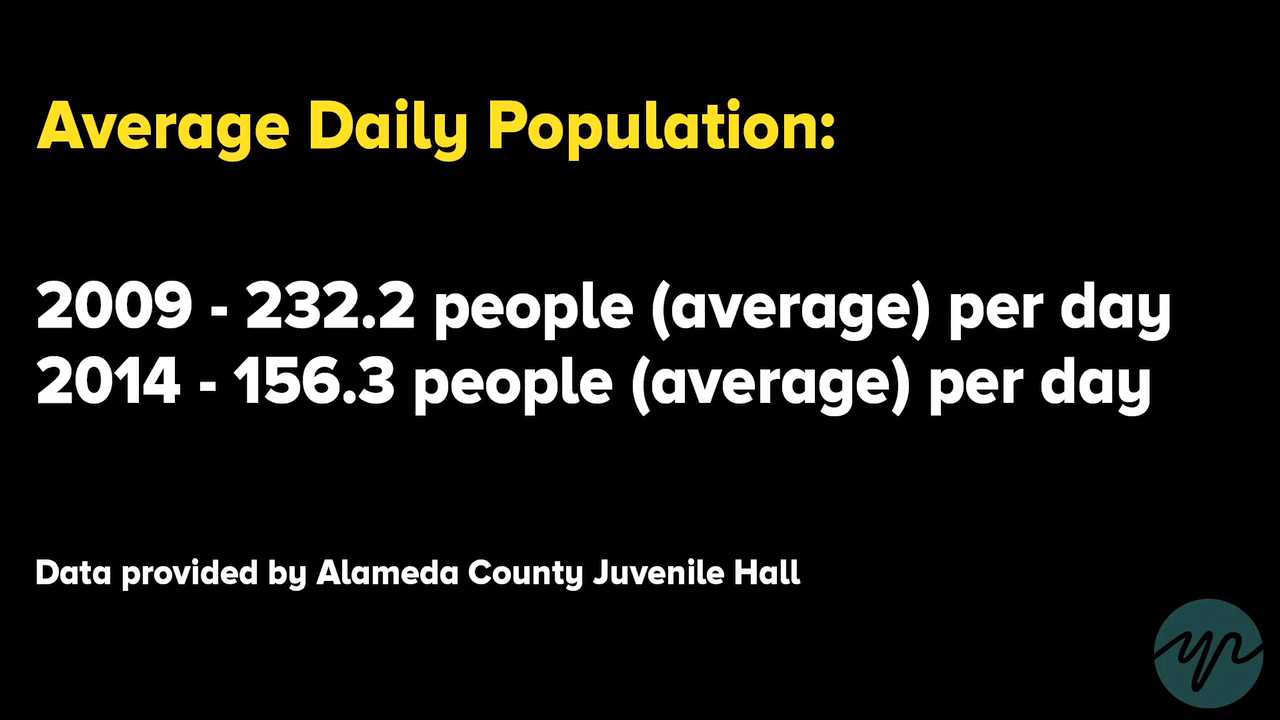 Average Daily Population:
2009 - 232.2 people (average) per day
2014 - 156.3 people (average) per day
Data provided by Alameda County Juvenile Hall
yr